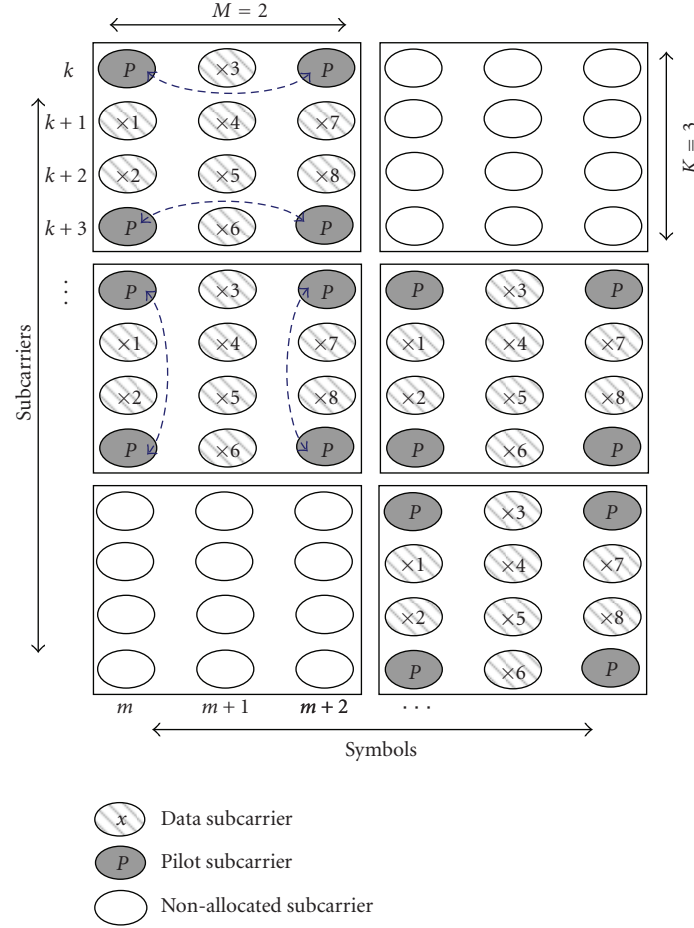 M = 2
k P ×3 P
k + 1 ×1 ×4 ×7
k + 2 ×2 ×5 ×8
k + 3 P ×6 P
K = 3
⋮
P ×3 P P ×3 P
×1 ×4 ×7 ×1 ×4 ×7
×2 ×5 ×8 ×2 ×5 ×8
P ×6 P P ×6 P
Subcarriers
P ×3 P
×1 ×4 ×7
×2 ×5 ×8
P ×6 P
m m + 1 m + 2 · · ·
Symbols
x Data subcarrier
P Pilot subcarrier
Non-allocated subcarrier